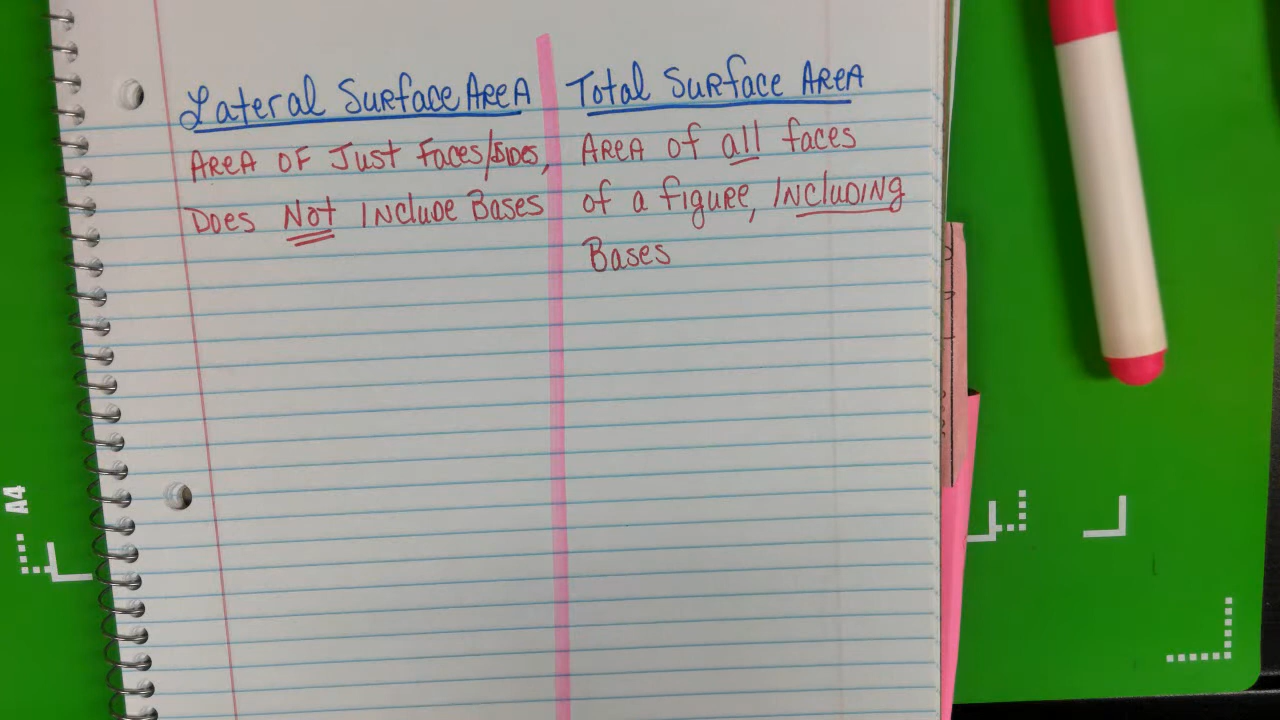 Lateral Surface Area
Area of Just Faces/Sides,
Does Not Include Bases
Total Surface Area
Area of all faces
of a figure, Including
Bases
A4